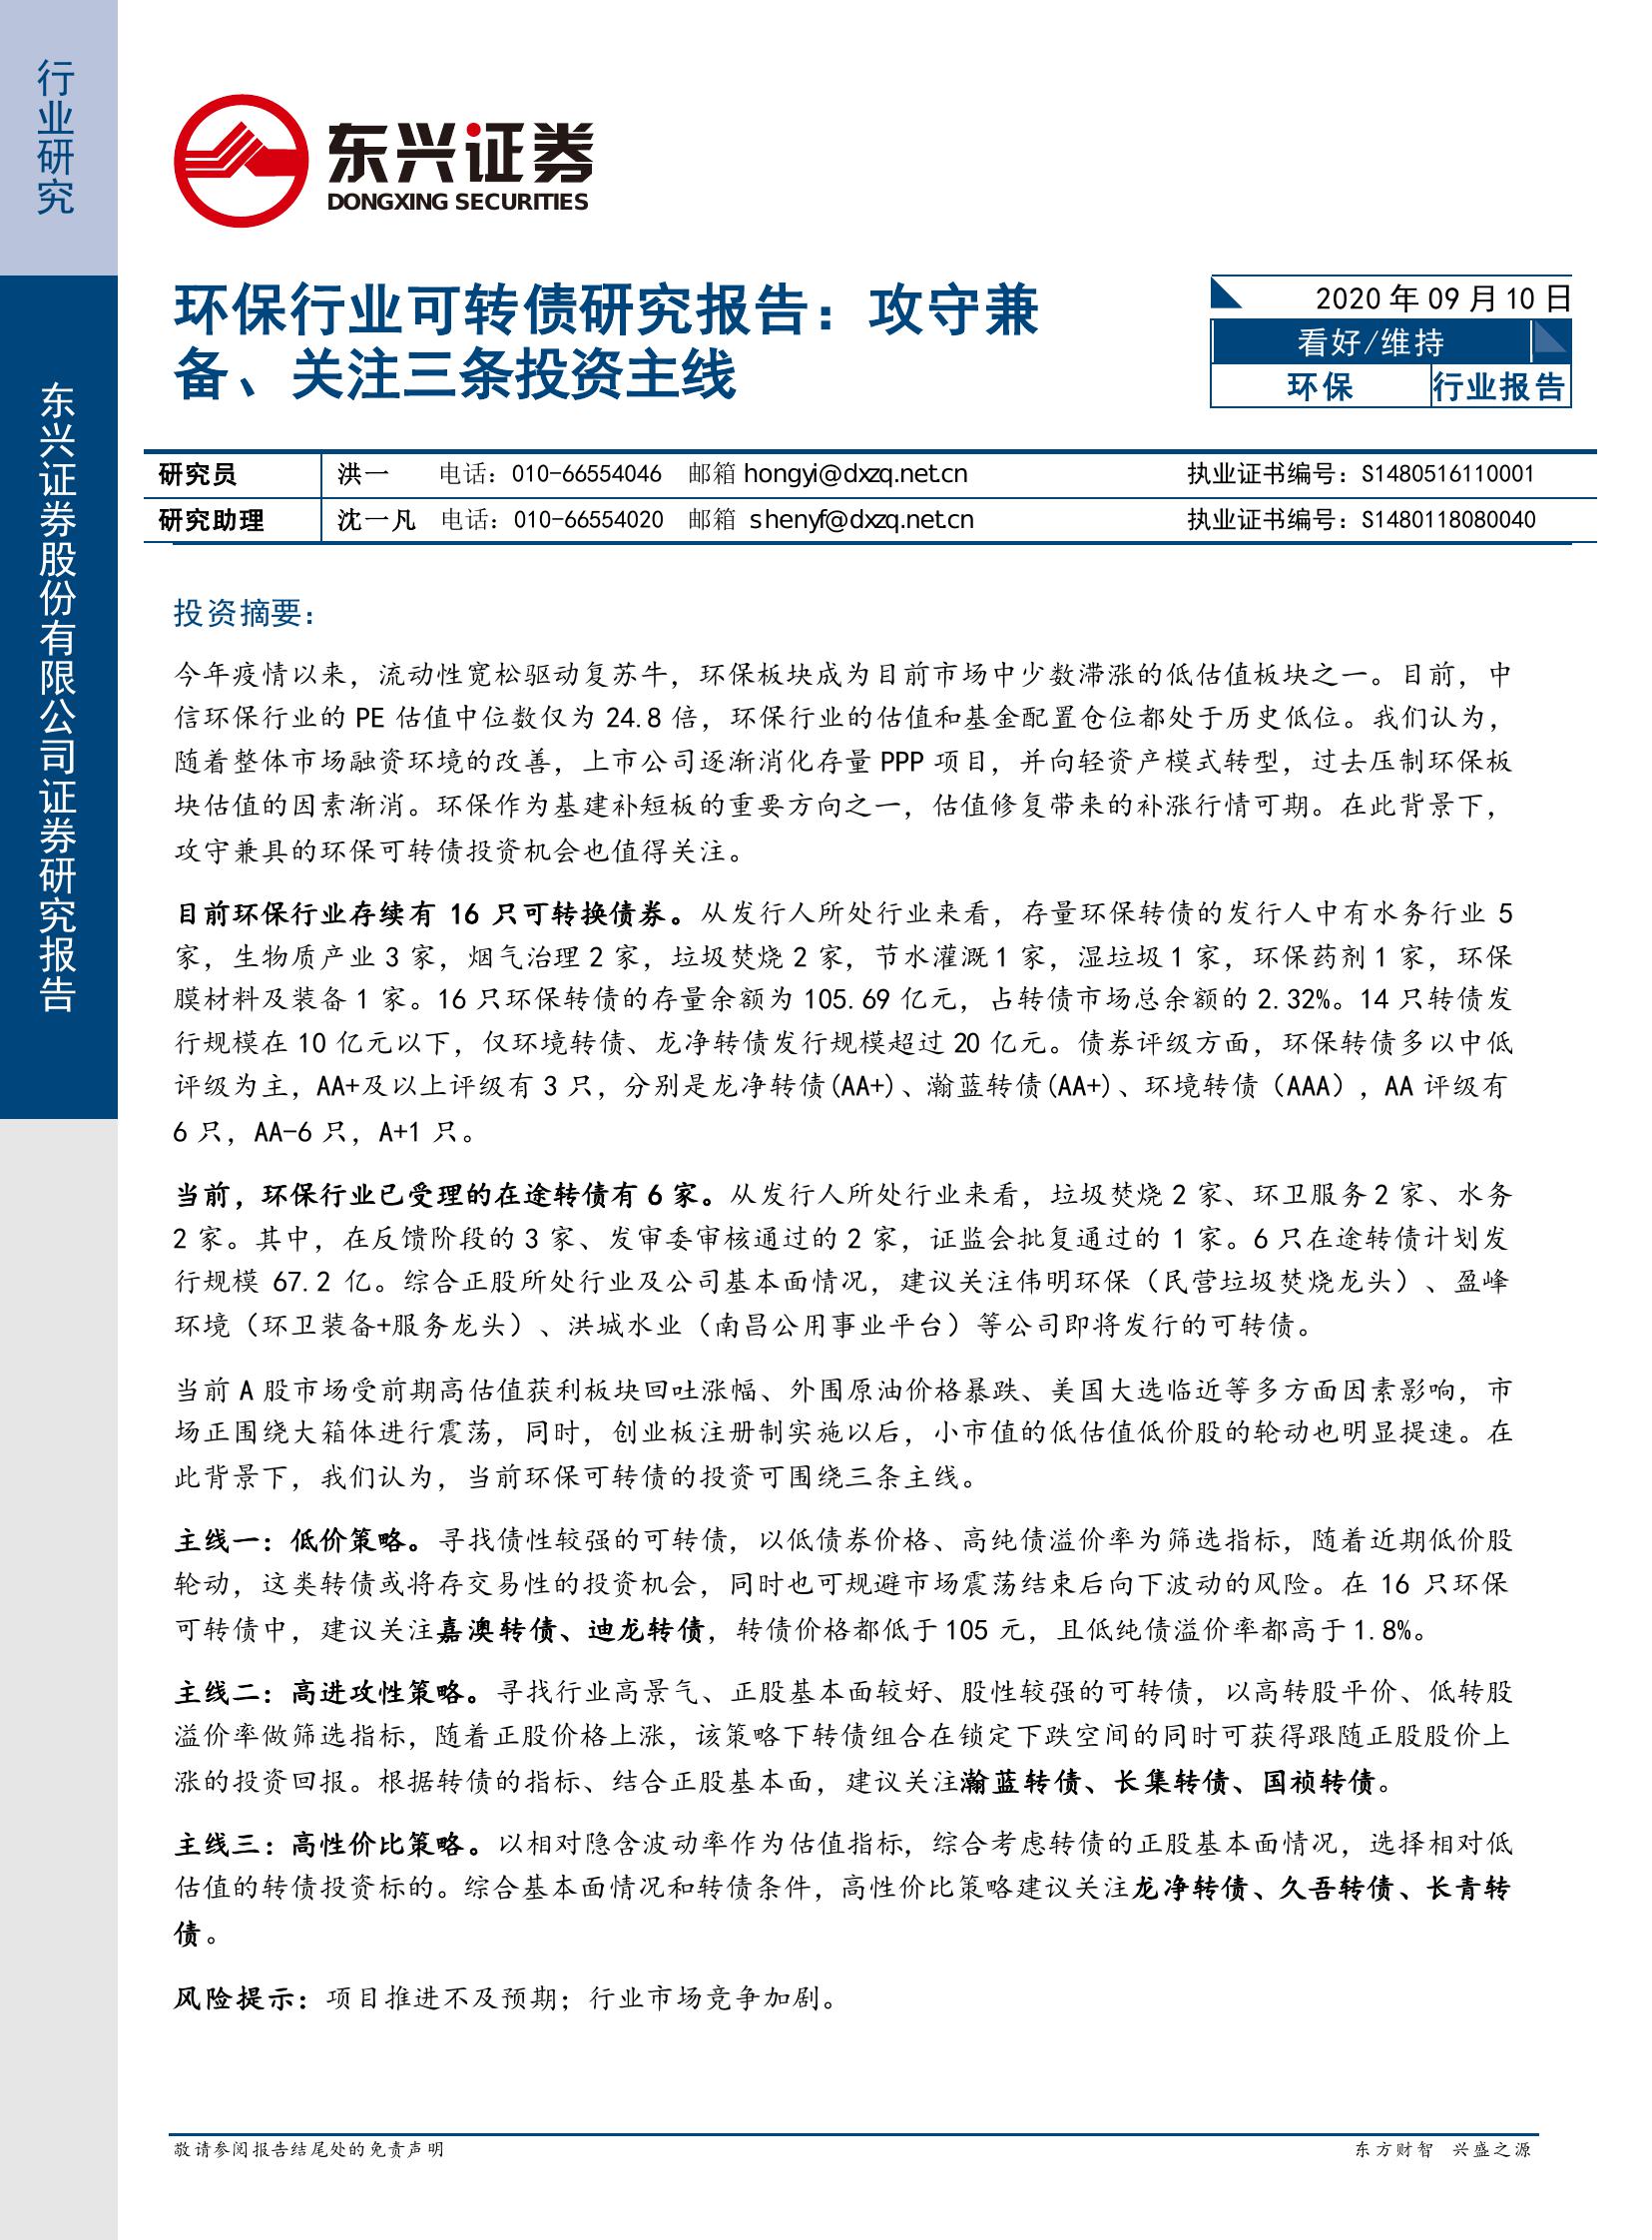 行业研究
东兴证券股份有限公司证券研究报告
东兴证券
DONGXING SECURITIES
环保行业可转债研究报告：攻守兼
备、关注三条投资主线
2020 年 09 月 10 日
看好/维持
环保 行业报告
研究员 洪一 电话：010-66554046 邮箱 hongyi@dxzq.net.cn 执业证书编号：S1480516110001
研究助理 沈一凡 电话：010-66554020 邮箱 shenyf@dxzq.net.cn 执业证书编号：S1480118080040
投资摘要：
今年疫情以来，流动性宽松驱动复苏牛，环保板块成为目前市场中少数滞涨的低估值板块之一。目前，中
信环保行业的 PE 估值中位数仅为 24.8 倍，环保行业的估值和基金配置仓位都处于历史低位。我们认为，
随着整体市场融资环境的改善，上市公司逐渐消化存量 PPP 项目，并向轻资产模式转型，过去压制环保板
块估值的因素渐消。环保作为基建补短板的重要方向之一，估值修复带来的补涨行情可期。在此背景下，
攻守兼具的环保可转债投资机会也值得关注。
目前环保行业存续有 16 只可转换债券。从发行人所处行业来看，存量环保转债的发行人中有水务行业 5
家，生物质产业 3 家，烟气治理 2 家，垃圾焚烧 2 家，节水灌溉 1 家，湿垃圾 1 家，环保药剂 1 家，环保
膜材料及装备 1 家。16 只环保转债的存量余额为 105.69 亿元，占转债市场总余额的 2.32%。14 只转债发
行规模在 10 亿元以下，仅环境转债、龙净转债发行规模超过 20 亿元。债券评级方面，环保转债多以中低
评级为主，AA+及以上评级有 3 只，分别是龙净转债(AA+)、瀚蓝转债(AA+)、环境转债（AAA），AA 评级有
6 只，AA-6 只，A+1 只。
当前，环保行业已受理的在途转债有 6 家。从发行人所处行业来看，垃圾焚烧 2 家、环卫服务 2 家、水务
2 家。其中，在反馈阶段的 3 家、发审委审核通过的 2 家，证监会批复通过的 1 家。6 只在途转债计划发
行规模 67.2 亿。综合正股所处行业及公司基本面情况，建议关注伟明环保（民营垃圾焚烧龙头）、盈峰
环境（环卫装备+服务龙头）、洪城水业（南昌公用事业平台）等公司即将发行的可转债。
当前 A 股市场受前期高估值获利板块回吐涨幅、外围原油价格暴跌、美国大选临近等多方面因素影响，市
场正围绕大箱体进行震荡，同时，创业板注册制实施以后，小市值的低估值低价股的轮动也明显提速。在
此背景下，我们认为，当前环保可转债的投资可围绕三条主线。
主线一：低价策略。寻找债性较强的可转债，以低债券价格、高纯债溢价率为筛选指标，随着近期低价股
轮动，这类转债或将存交易性的投资机会，同时也可规避市场震荡结束后向下波动的风险。在 16 只环保
可转债中，建议关注嘉澳转债、迪龙转债，转债价格都低于 105 元，且低纯债溢价率都高于 1.8%。
主线二：高进攻性策略。寻找行业高景气、正股基本面较好、股性较强的可转债，以高转股平价、低转股
溢价率做筛选指标，随着正股价格上涨，该策略下转债组合在锁定下跌空间的同时可获得跟随正股股价上
涨的投资回报。根据转债的指标、结合正股基本面，建议关注瀚蓝转债、长集转债、国祯转债。
主线三：高性价比策略。以相对隐含波动率作为估值指标，综合考虑转债的正股基本面情况，选择相对低
估值的转债投资标的。综合基本面情况和转债条件，高性价比策略建议关注龙净转债、久吾转债、长青转
债。
风险提示：项目推进不及预期；行业市场竞争加剧。
敬请参阅报告结尾处的免责声明 东方财智 兴盛之源